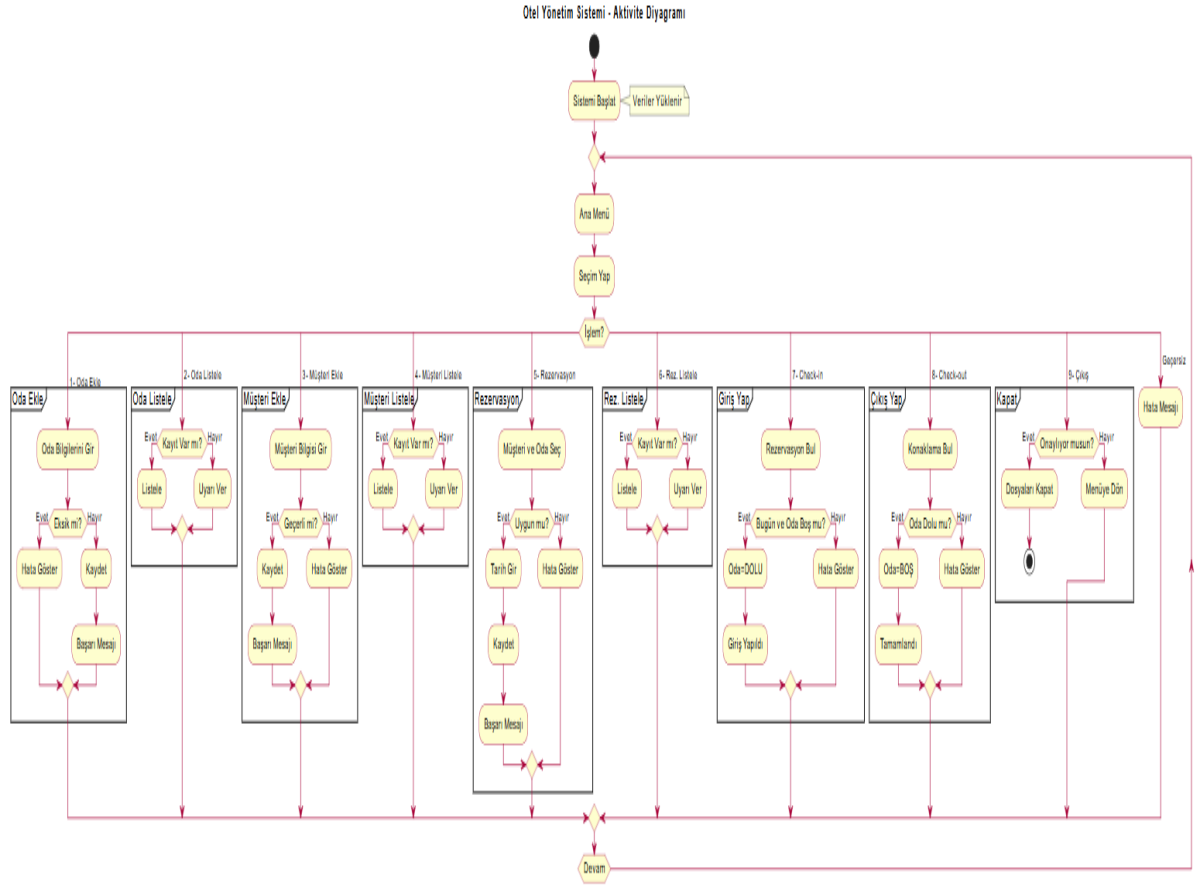 Otel Yönetim Sistemi - Aktivite Diyagramı
Sistemi Başlat
Veriler Yüklenir
Ana Menü
Seçim Yap
İşlem?
1- Oda Ekle
Oda Ekle
Oda Bilgilerini Gir
Eksik mi?
Evet
Hayır
Hata Göster
Kaydet
Başarı Mesajı
2- Oda Listele
Oda Listele
Kayıt Var mı?
Evet
Hayır
Listele
Uyarı Ver
3- Müşteri Ekle
Müşteri Ekle
Müşteri Bilgisi Gir
Geçerli mi?
Evet
Hayır
Kaydet
Hata Göster
Başarı Mesajı
4- Müşteri Listele
Müşteri Listele
Kayıt Var mı?
Evet
Hayır
Listele
Uyarı Ver
5- Rezervasyon
Rezervasyon
Müşteri ve Oda Seç
Uygun mu?
Evet
Hayır
Tarih Gir
Hata Göster
Kaydet
Başarı Mesajı
6- Rez. Listele
Rez. Listele
Kayıt Var mı?
Evet
Hayır
Listele
Uyarı Ver
7- Check-in
Giriş Yap
Rezervasyon Bul
Bugün ve Oda Boş mu?
Evet
Hayır
Oda=DOLU
Hata Göster
Giriş Yapıldı
8- Check-out
Çıkış Yap
Konaklama Bul
Oda Dolu mu?
Evet
Hayır
Oda=BOŞ
Hata Göster
Tamamlandı
9- Çıkış
Kapat
Onaylıyor musun?
Evet
Hayır
Dosyaları Kapat
Menüye Dön
Geçersiz
Hata Mesajı
Devam